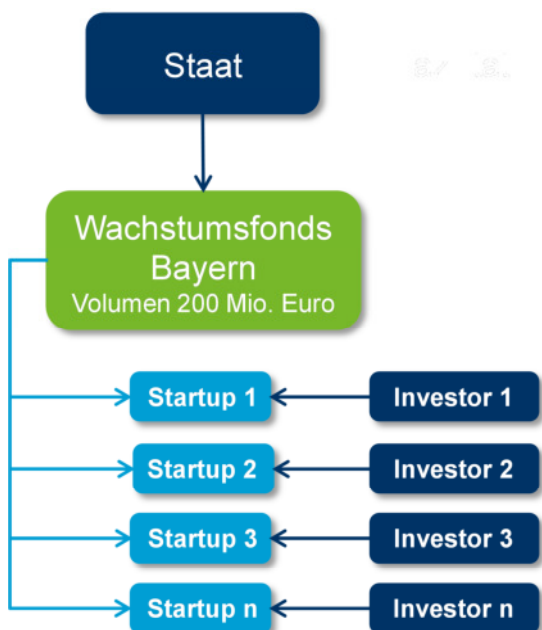 Staat
Wachstumsfonds
Bayern
Volumen 200 Mio. Euro
Startup 1
Investor 1
Startup 2
Investor 2
Startup 3
Investor 3
Startup n
Investor n